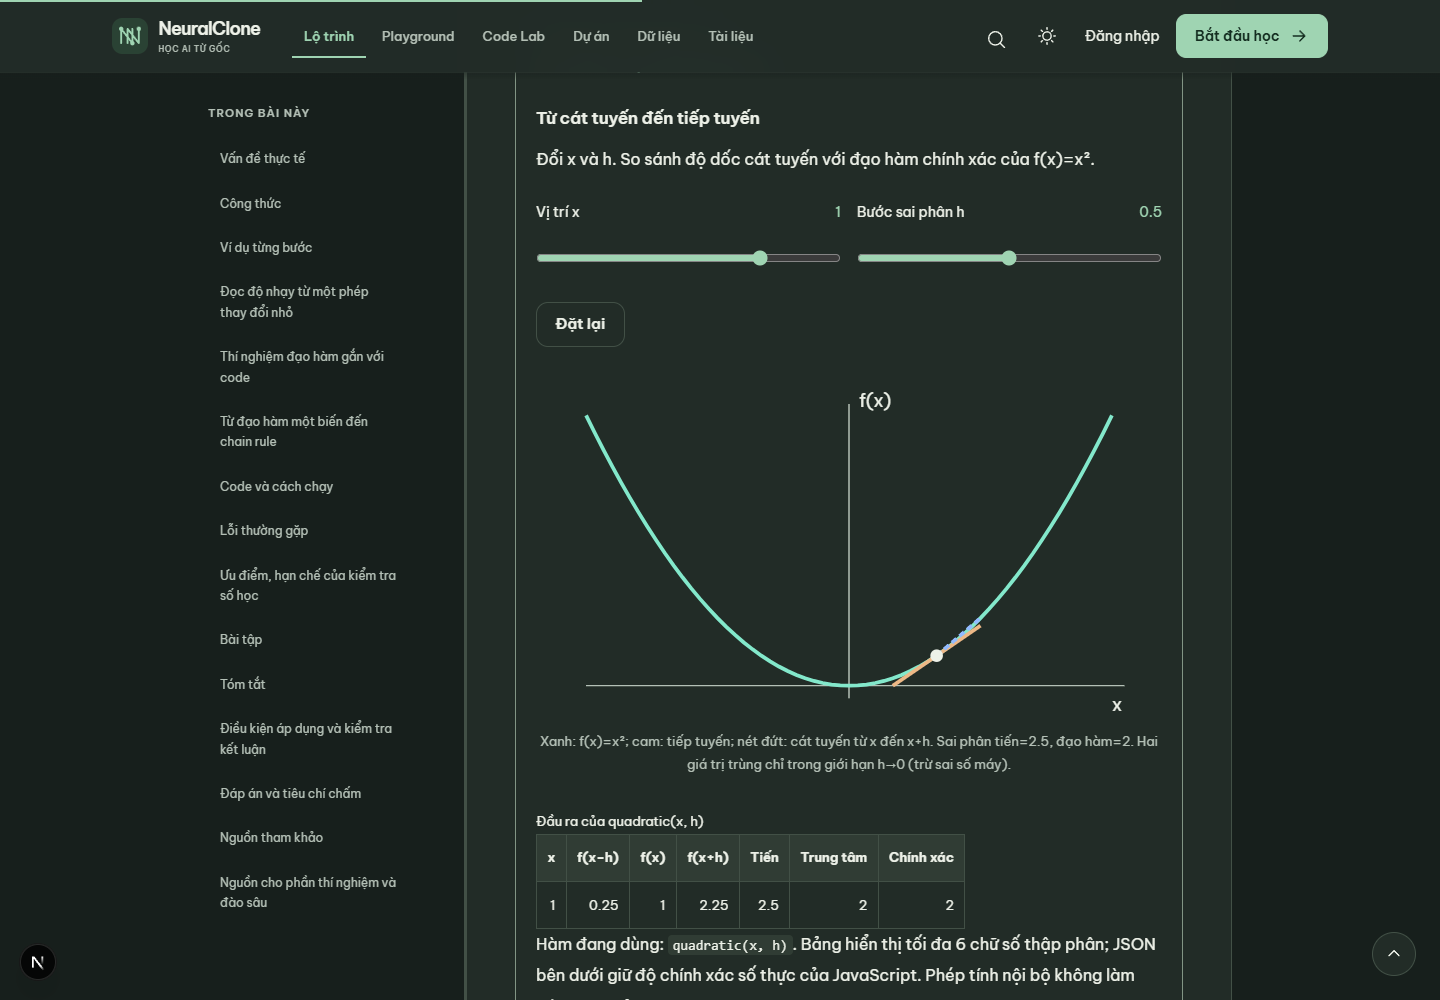 NeuralClone
HỌC AI TỪ GỐC
Lộ trình
Playground
Code Lab
Dự án
Dữ liệu
Tài liệu
Đăng nhập
Bắt đầu học
TRONG BÀI NÀY
Vấn đề thực tế
Công thức
Ví dụ từng bước
Đọc độ nhạy từ một phép
thay đổi nhỏ
Thí nghiệm đạo hàm gắn với
code
Từ đạo hàm một biến đến
chain rule
Code và cách chạy
Lỗi thường gặp
Ưu điểm, hạn chế của kiểm tra
số học
Bài tập
Tóm tắt
Điều kiện áp dụng và kiểm tra
kết luận
Đáp án và tiêu chí chấm
Nguồn tham khảo
Nguồn cho phần thí nghiệm và
đào sâu
N
Từ cát tuyến đến tiếp tuyến
Đổi x và h. So sánh độ dốc cát tuyến với đạo hàm chính xác của f(x)=x².
Vị trí x 1
Bước sai phân h 0.5
Đặt lại
f(x)
x
Xanh: f(x)=x²; cam: tiếp tuyến; nét đứt: cát tuyến từ x đến x+h. Sai phân tiến=2.5, đạo hàm=2. Hai
giá trị trùng chỉ trong giới hạn h→0 (trừ sai số máy).
Đầu ra của quadratic(x, h)
x f(x−h) f(x) f(x+h) Tiến Trung tâm Chính xác
1 0.25 1 2.25 2.5 2 2
Hàm đang dùng: quadratic(x, h). Bảng hiển thị tối đa 6 chữ số thập phân; JSON
bên dưới giữ độ chính xác số thực của JavaScript. Phép tính nội bộ không làm